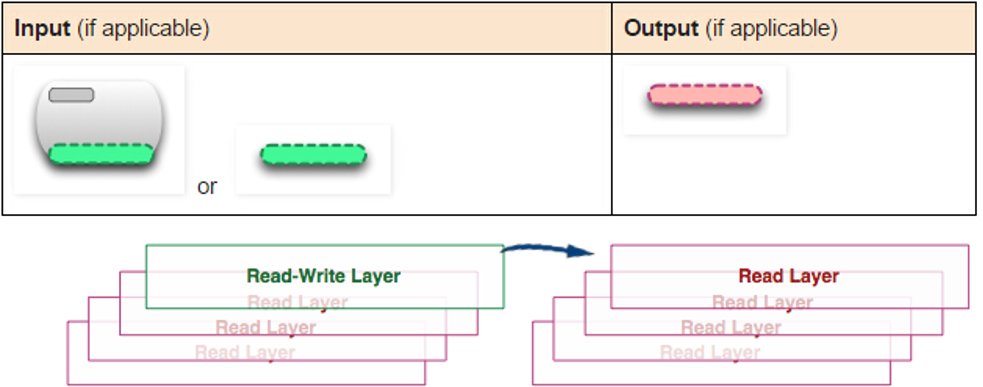 Input (if applicable)
Output (if applicable)
or
Read-Write Layer
Read Layer
Read Layer
Read Layer
Read Layer
Read Layer
Read Layer
Read Layer